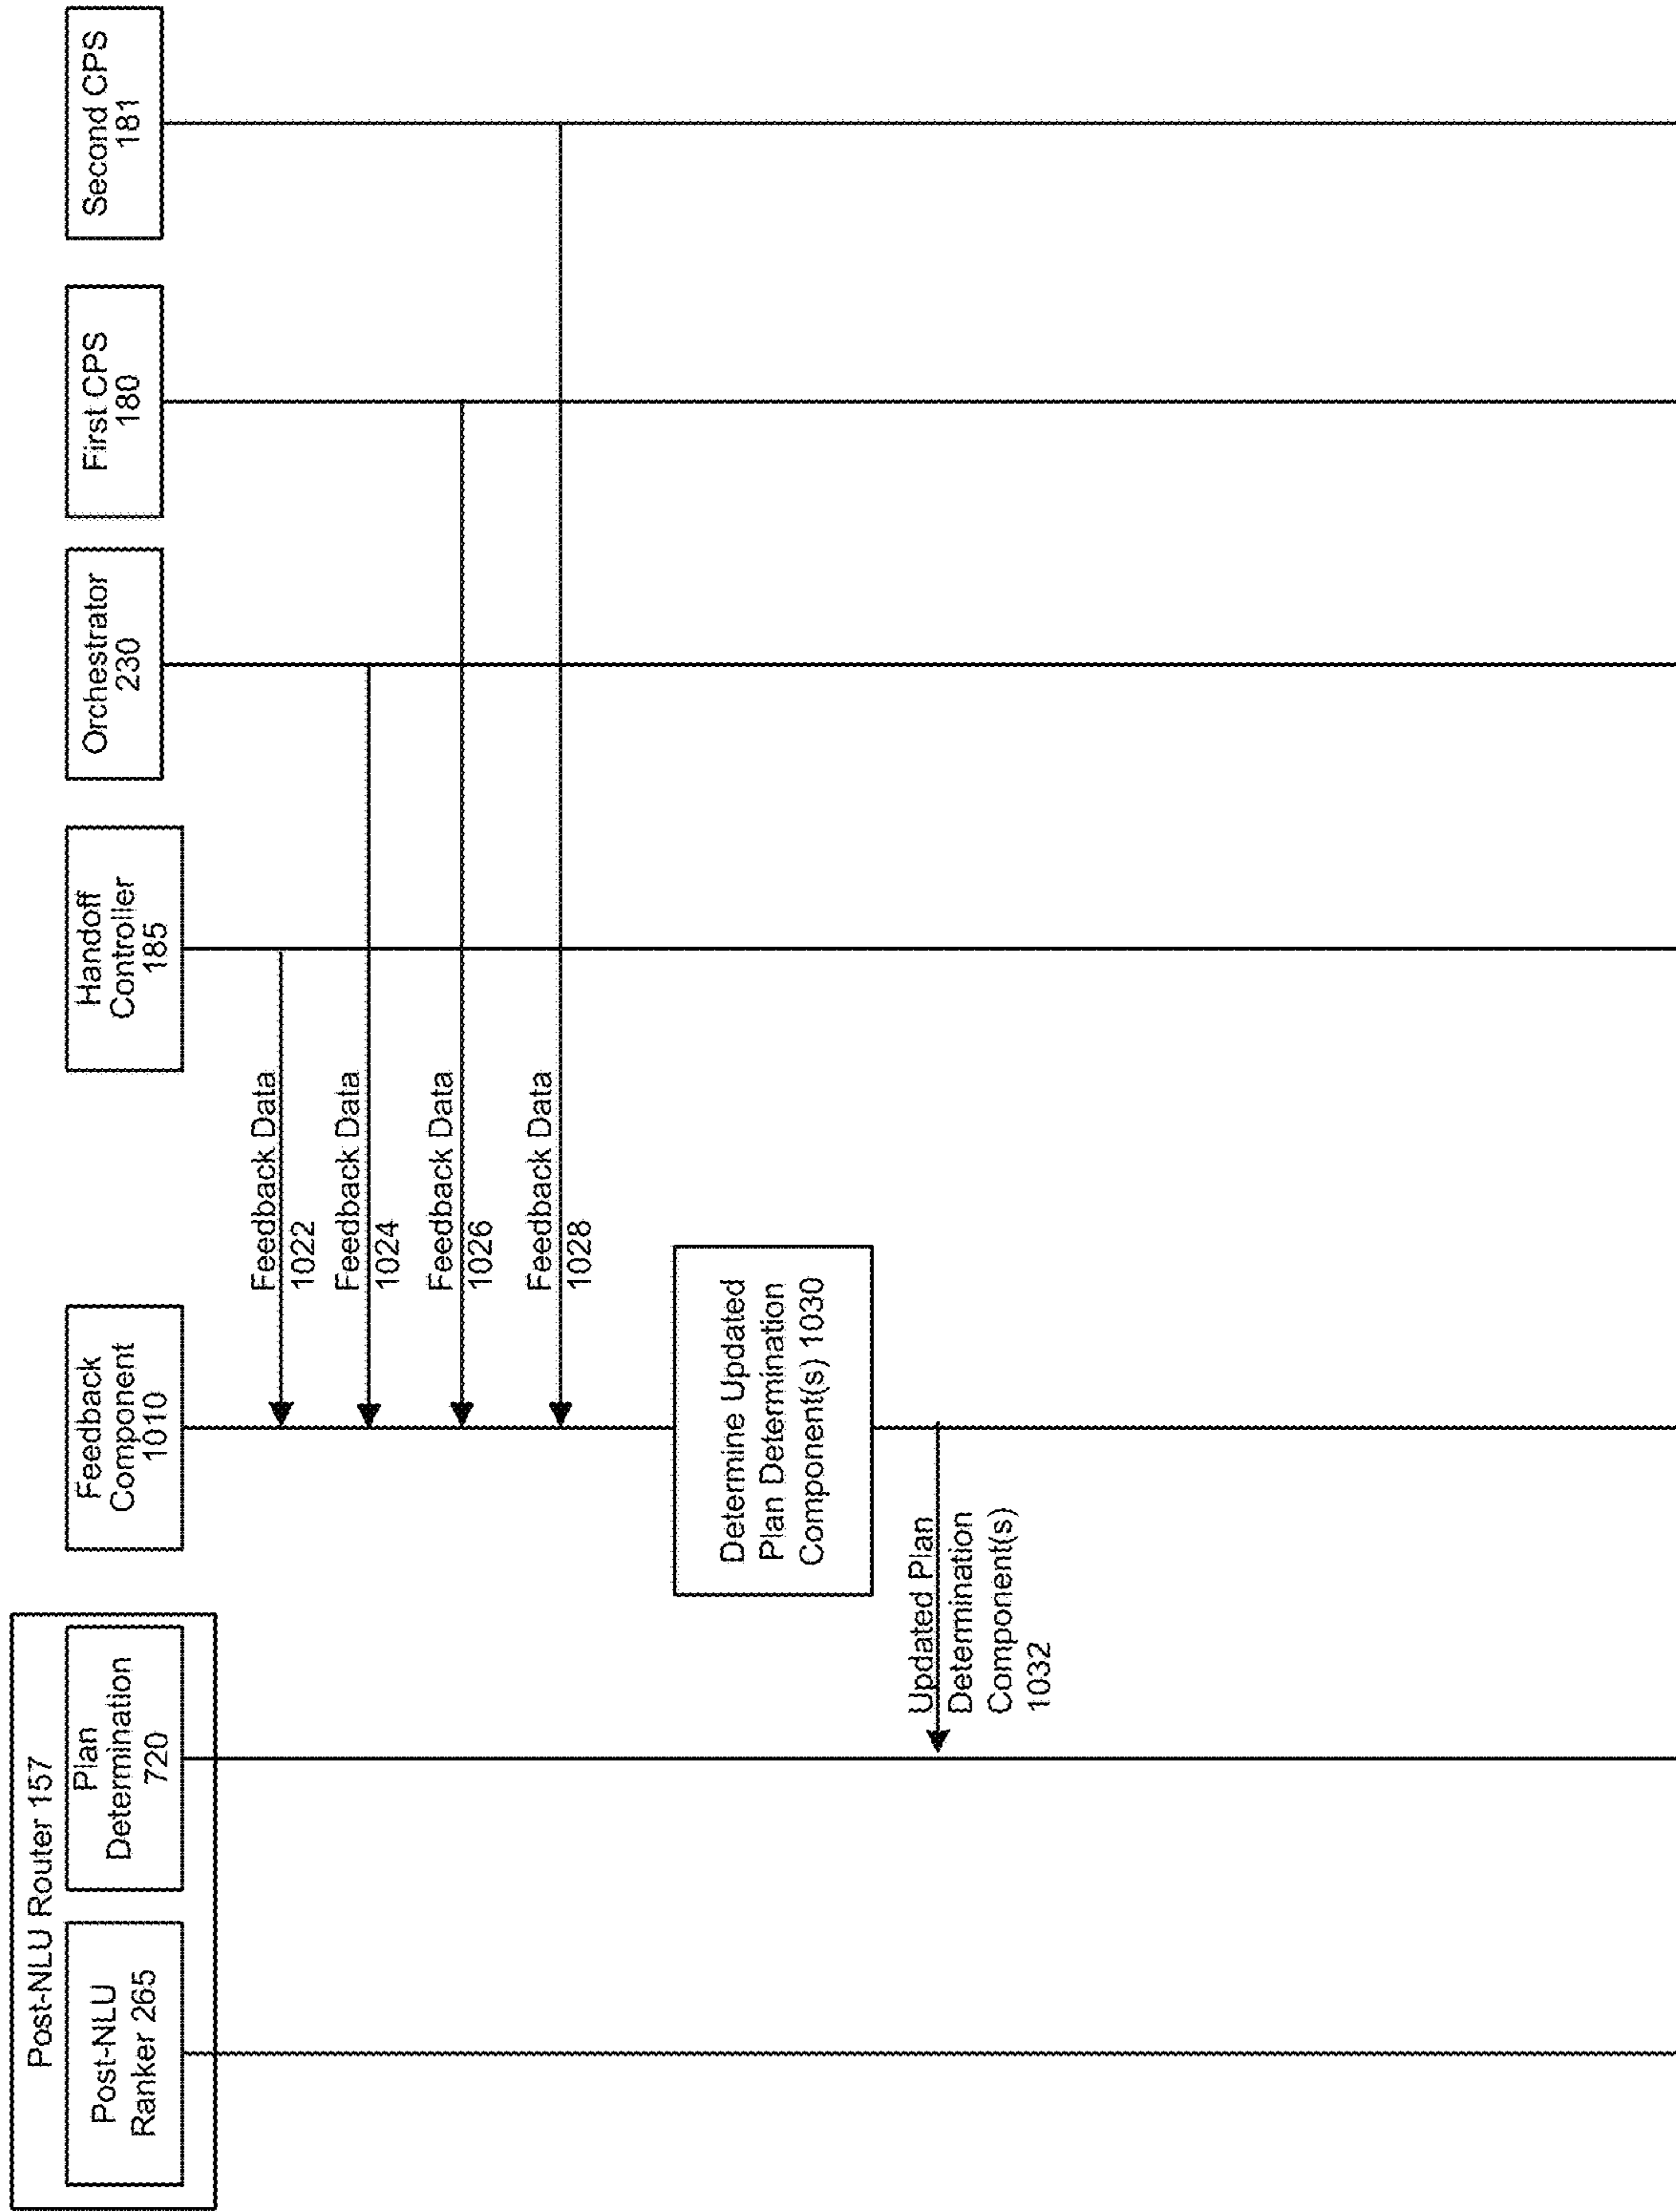 Post-NLU Router 157
Post-NLU
Ranker 265
Plan
Determination
720
Feedback
Component
1010
Handoff
Controller
185
Orchestrator
230
First CPS
180
Second CPS
181
Feedback Data
1022
Feedback Data
1024
Feedback Data
1026
Feedback Data
1028
Determine Updated
Plan Determination
Component(s) 1030
Updated Plan
Determination
Component(s)
1032